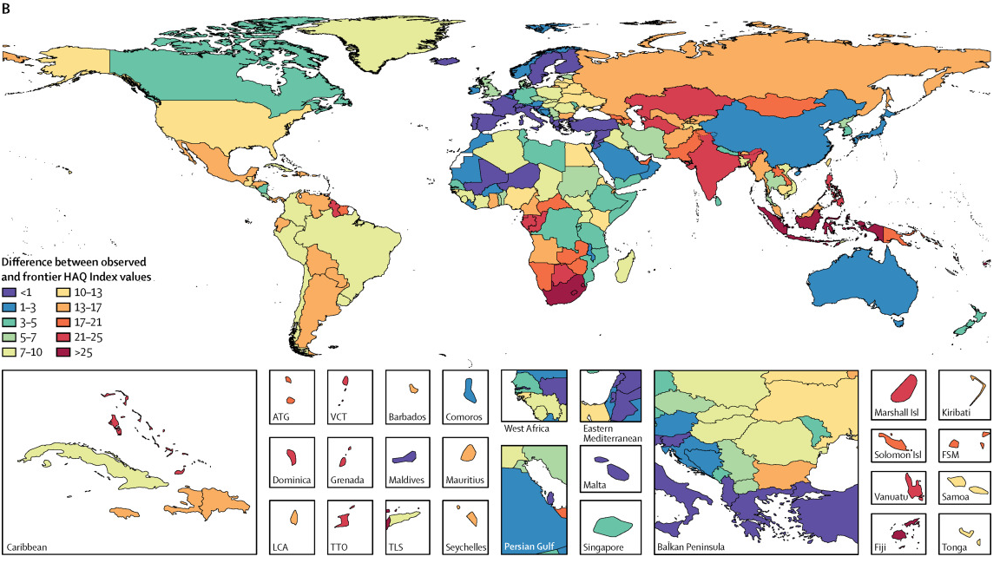 B
Difference between observed
and frontier HAQ Index values
<1
1–3
3–5
5–7
7–10
10–13
13–17
17–21
21–25
>25
Caribbean
ATG
VCT
Barbados
Comoros
Dominica
Grenada
Maldives
Mauritius
LCA
TTO
TLS
Seychelles
West Africa
Eastern
Mediterranean
Persian Gulf
Malta
Singapore
Balkan Peninsula
Marshall Isl
Kiribati
Solomon Isl
FSM
Vanuatu
Samoa
Fiji
Tonga